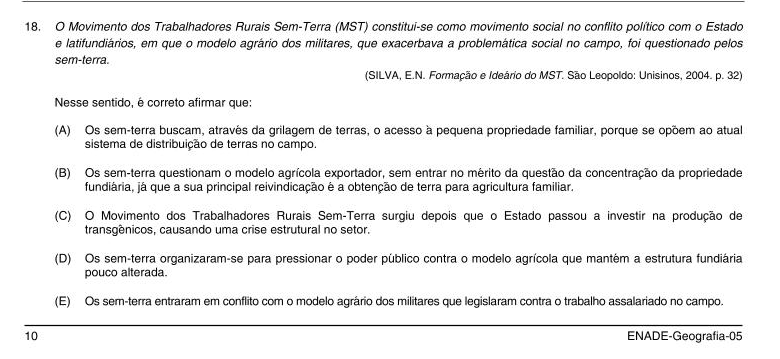 18. O Movimento dos Trabalhadores Rurais Sem-Terra (MST) constitui-se como movimento social no conflito político com o Estado
e latifundiários, em que o modelo agrário dos militares, que exacerbava a problemática social no campo, foi questionado pelos
sem-terra.
(SILVA, E.N. Formação e Ideário do MST. São Leopoldo: Unisinos, 2004. p. 32)
Nesse sentido, é correto afirmar que:
(A) Os sem-terra buscam, através da grilagem de terras, o acesso à pequena propriedade familiar, porque se opõem ao atual
sistema de distribuição de terras no campo.
(B) Os sem-terra questionam o modelo agrícola exportador, sem entrar no mérito da questão da concentração da propriedade
fundiária, já que a sua principal reivindicação é a obtenção de terra para agricultura familiar.
(C) O Movimento dos Trabalhadores Rurais Sem-Terra surgiu depois que o Estado passou a investir na produção de
transgênicos, causando uma crise estrutural no setor.
(D) Os sem-terra organizaram-se para pressionar o poder público contra o modelo agrícola que mantém a estrutura fundiária
pouco alterada.
(E) Os sem-terra entraram em conflito com o modelo agrário dos militares que legislaram contra o trabalho assalariado no campo.
10 ENADE-Geografia-05